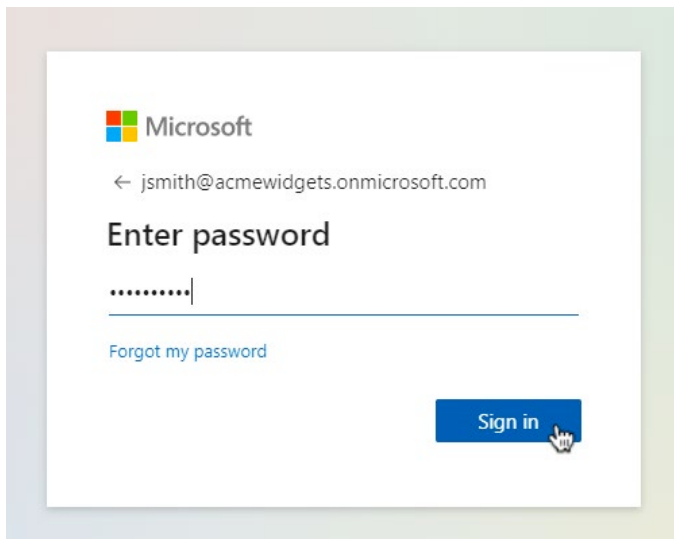 Microsoft
← jsmith@acmewidgets.onmicrosoft.com
Enter password
••••••••••
Forgot my password
Sign in